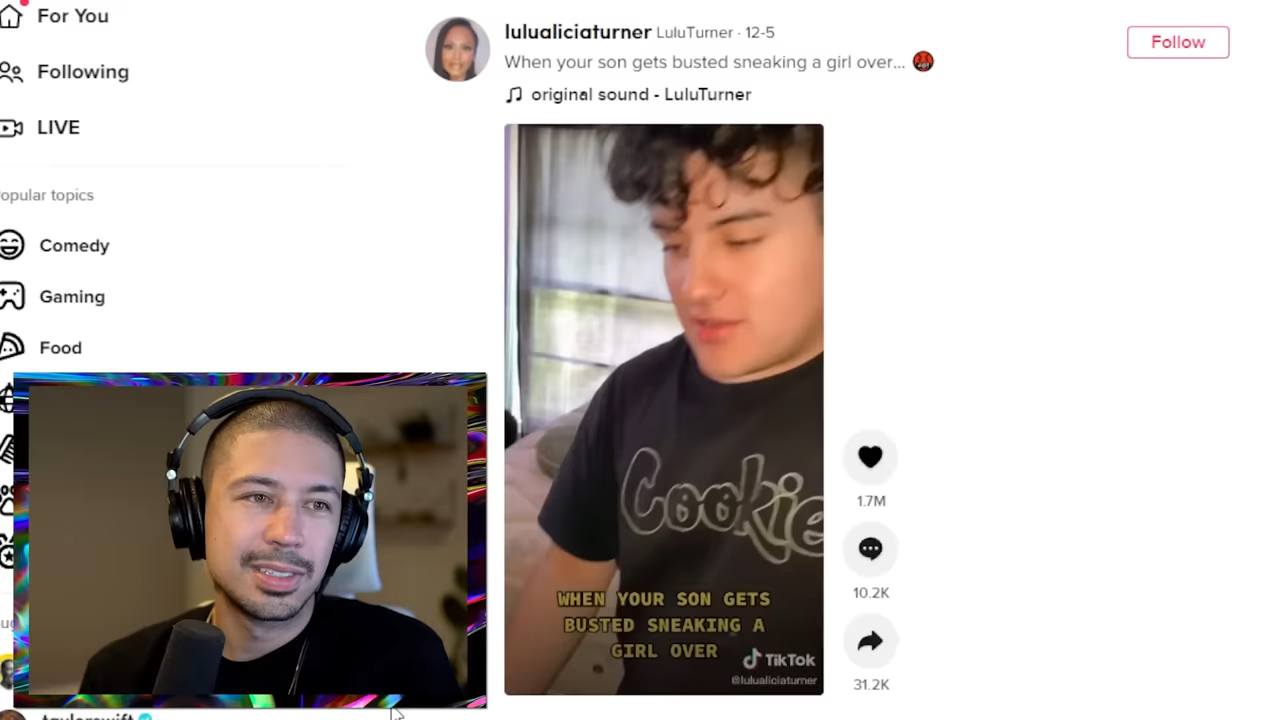 For You
Following
LIVE
opular topics
Comedy
Gaming
Food
lulualiciaturner LuluTurner · 12-5
When your son gets busted sneaking a girl over...
original sound - LuluTurner
Follow
Cookie
WHEN YOUR SON GETS
BUSTED SNEAKING A
GIRL OVER
TikTok
@lulualiciaturner
1.7M
10.2K
31.2K
taylorswift